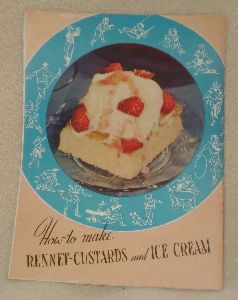 How to make
RENNET-CUSTARDS and ICE CREAM